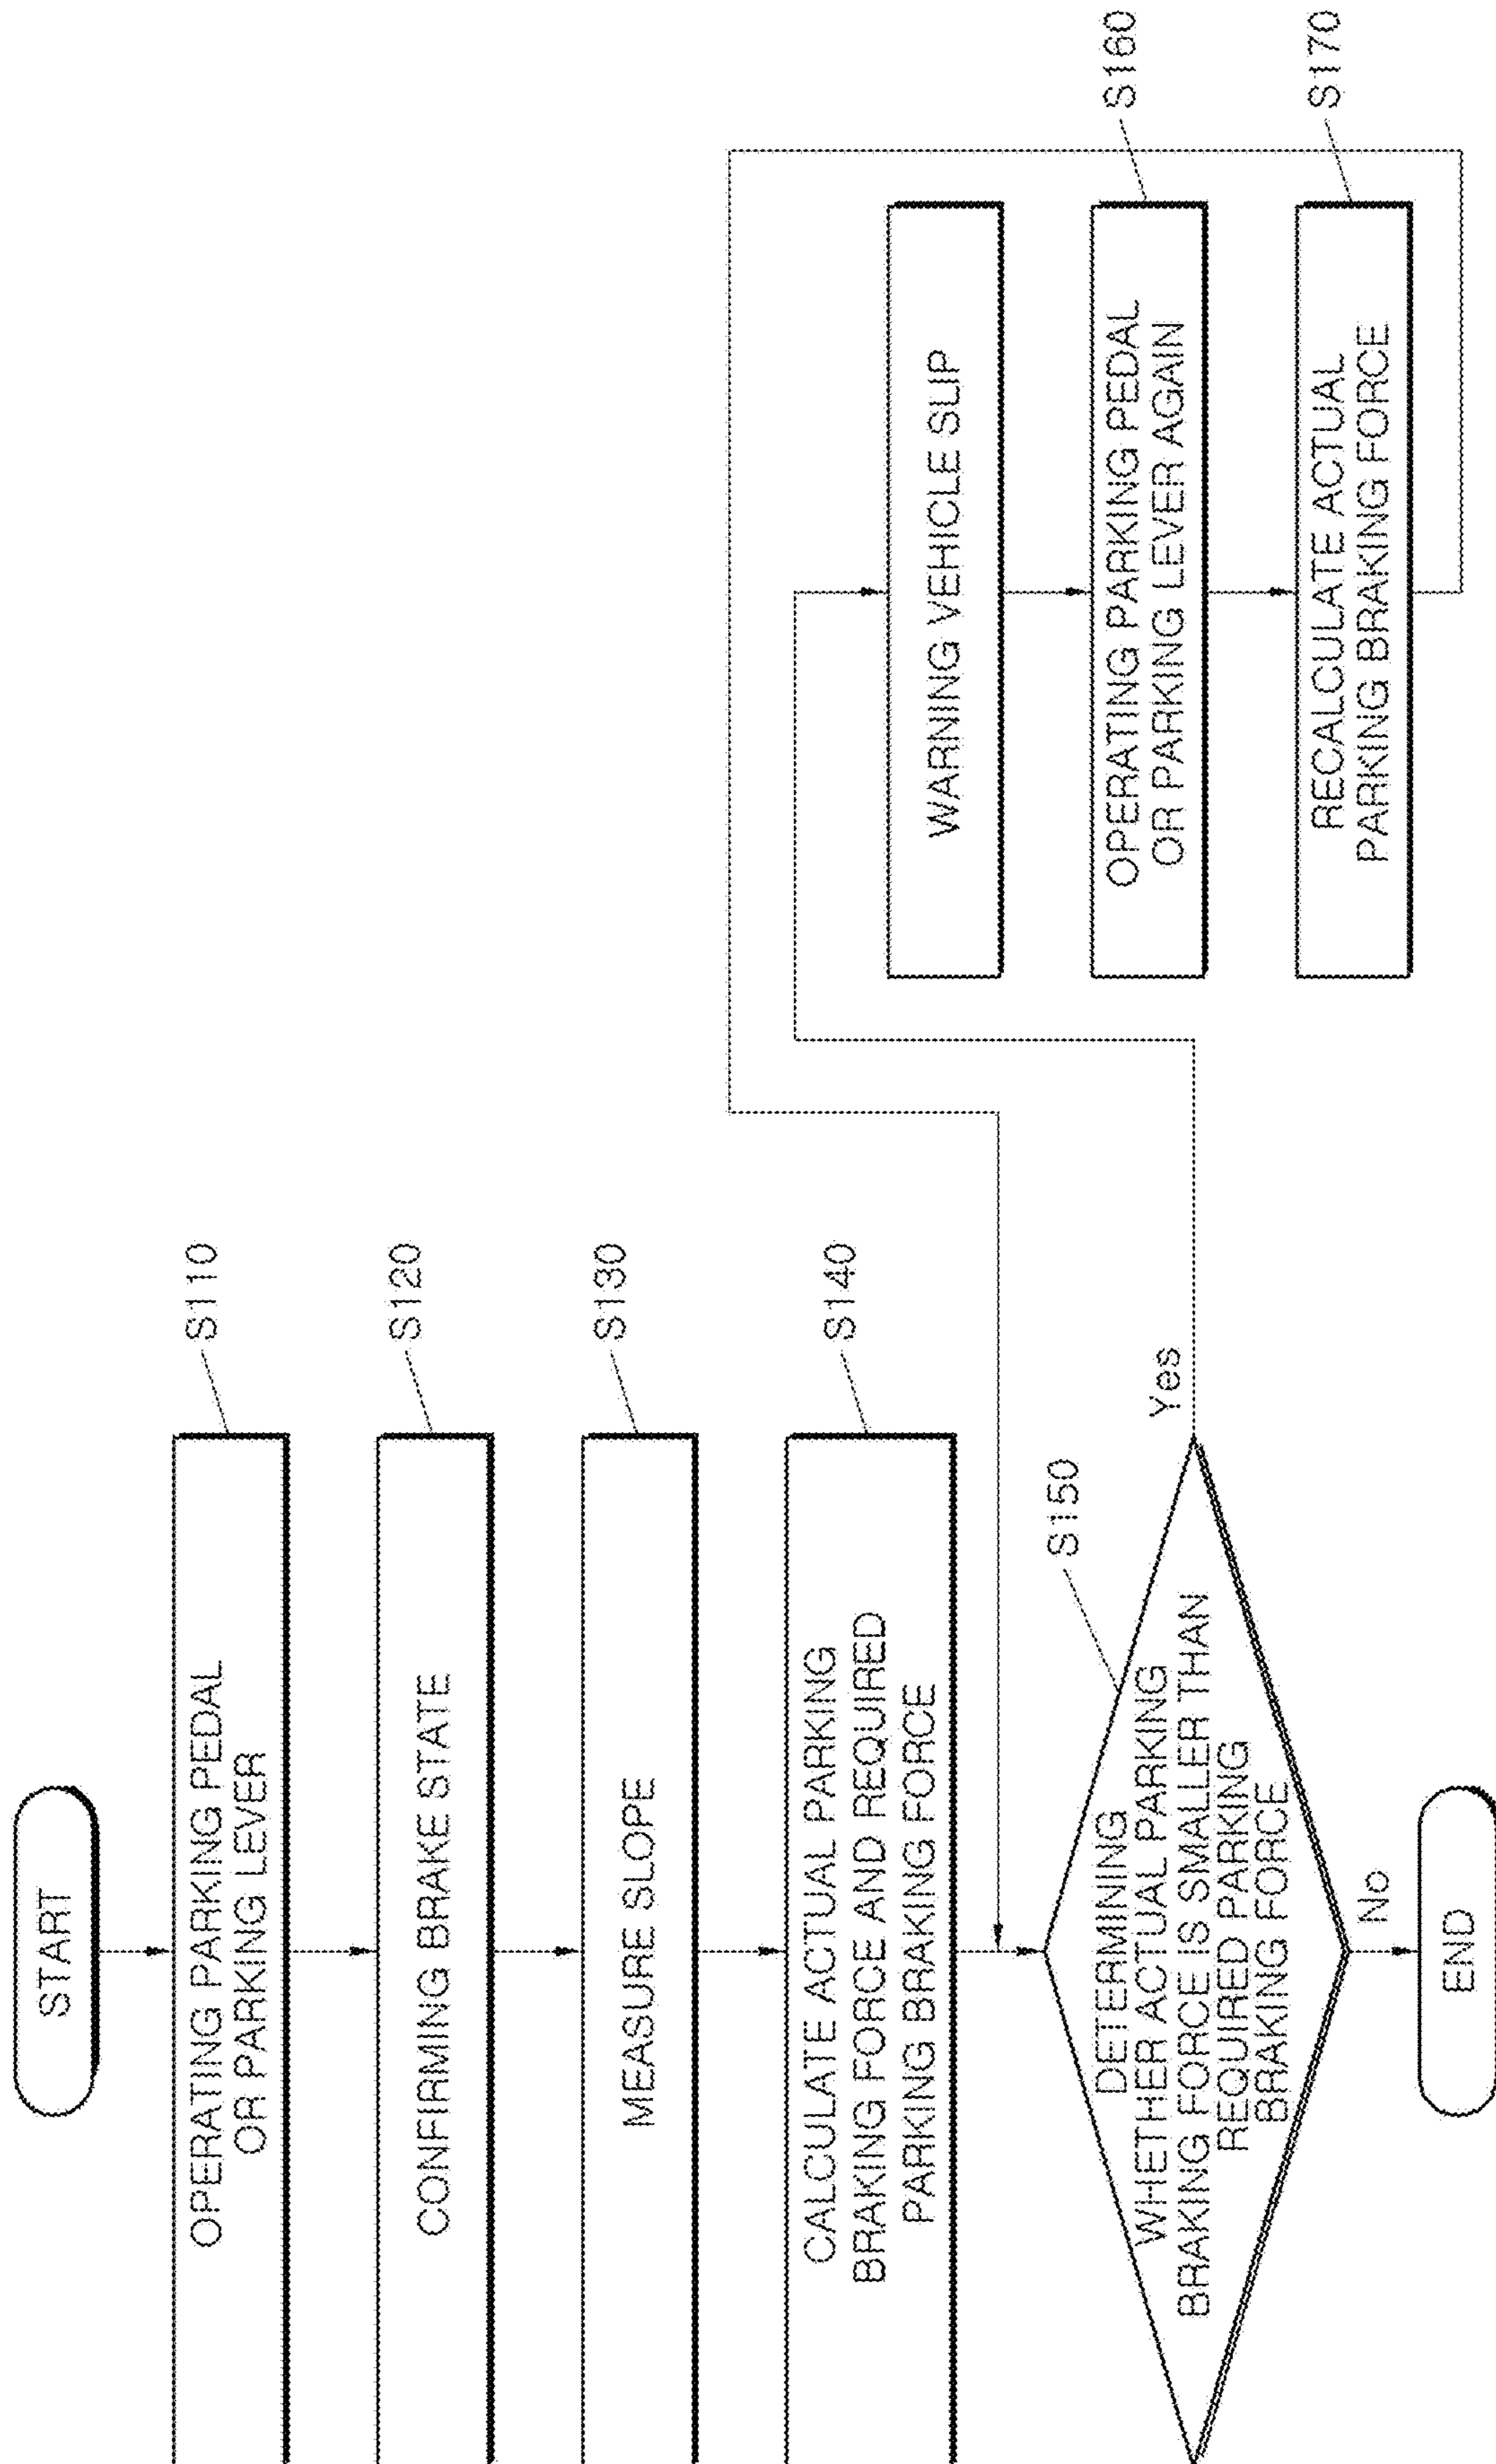 START
OPERATING PARKING PEDAL
OR PARKING LEVER
S110
CONFIRMING BRAKE STATE
S120
MEASURE SLOPE
S130
CALCULATE ACTUAL PARKING
BRAKING FORCE AND REQUIRED
PARKING BRAKING FORCE
S140
DETERMINING
WHETHER ACTUAL PARKING
BRAKING FORCE IS SMALLER THAN
REQUIRED PARKING
BRAKING FORCE
S150
Yes
No
END
WARNING VEHICLE SLIP
OPERATING PARKING PEDAL
OR PARKING LEVER AGAIN
S160
RECALCULATE ACTUAL
PARKING BRAKING FORCE
S170